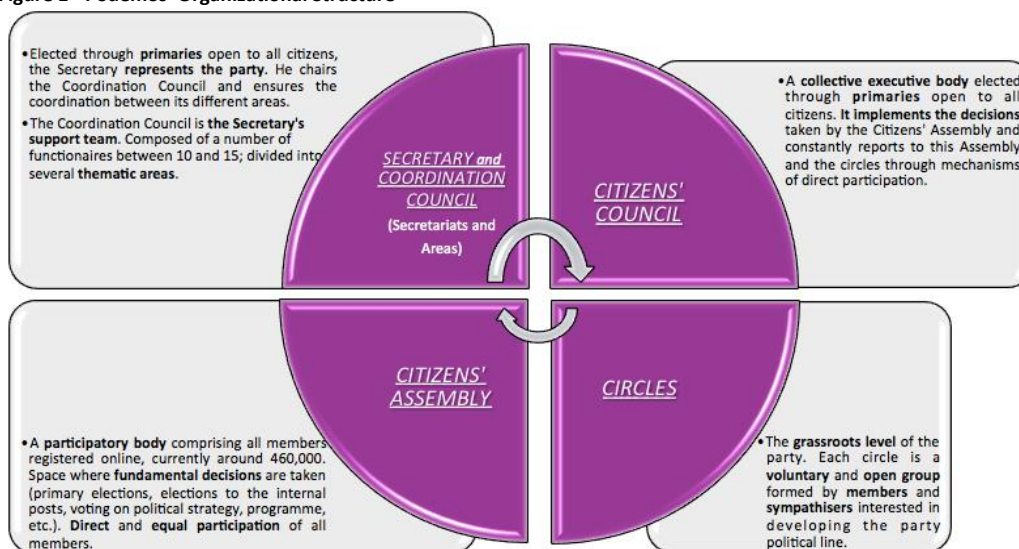 •Elected through primaries open to all citizens,
the Secretary represents the party. He chairs
the Coordination Council and ensures the
coordination between its different areas.
•The Coordination Council is the Secretary's
support team. Composed of a number of
functionaires between 10 and 15; divided into
several thematic areas.
SECRETARY and
COORDINATION
COUNCIL
(Secretariats and
Areas)
CITIZENS'
COUNCIL
•A collective executive body elected
through primaries open to all
citizens. It implements the decisions
taken by the Citizens' Assembly and
constantly reports to this Assembly
and the circles through mechanisms
of direct participation.
CITIZENS'
ASSEMBLY
•A participatory body comprising all members
registered online, currently around 460,000.
Space where fundamental decisions are taken
(primary elections, elections to the internal
posts, voting on political strategy, programme,
etc.). Direct and equal participation of all
members.
CIRCLES
•The grassroots level of the
party. Each circle is a
voluntary and open group
formed by members and
sympathisers interested in
developing the party
political line.